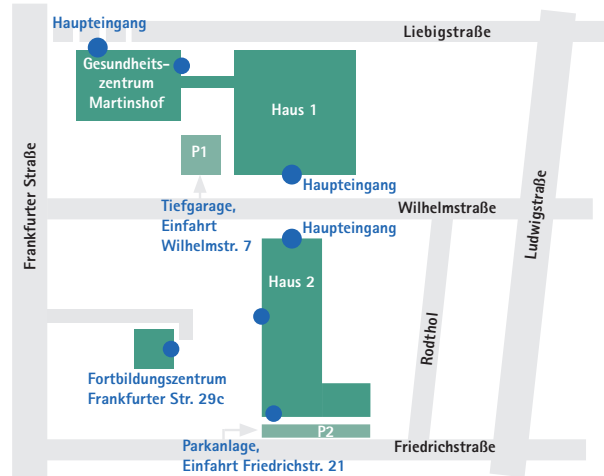 Haupteingang
Liebigstraße
Gesundheits-
zentrum
Martinshof
Haus 1
P1
Haupteingang
Frankfurter Straße
Tiefgarage,
Einfahrt
Wilhelmstr. 7
Wilhelmstraße
Haupteingang
Ludwigstraße
Haus 2
Rodthol
Fortbildungszentrum
Frankfurter Str. 29c
P2
Parkanlage,
Einfahrt Friedrichstr. 21
Friedrichstraße